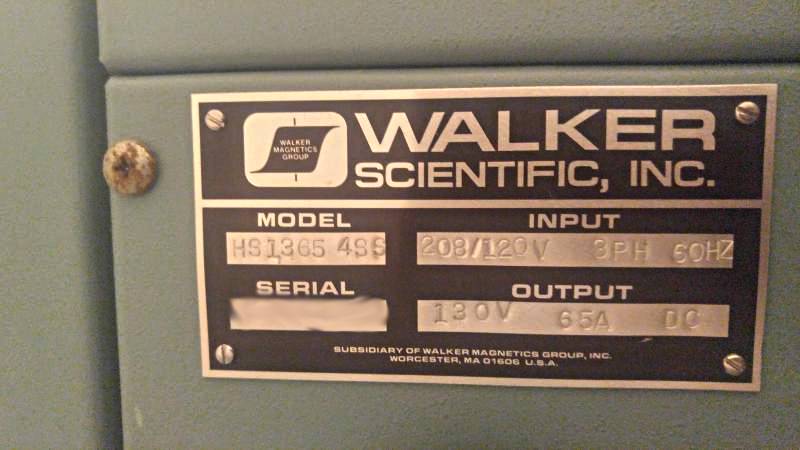 WALKER
MAGNETICS
GROUP
WALKER
SCIENTIFIC, INC.
MODEL
HS1365 4SS
INPUT
208/120V 3PH 60HZ
SERIAL
OUTPUT
130V 65A DC
SUBSIDIARY OF WALKER MAGNETICS GROUP, INC.
WORCESTER, MA 01606 U.S.A.